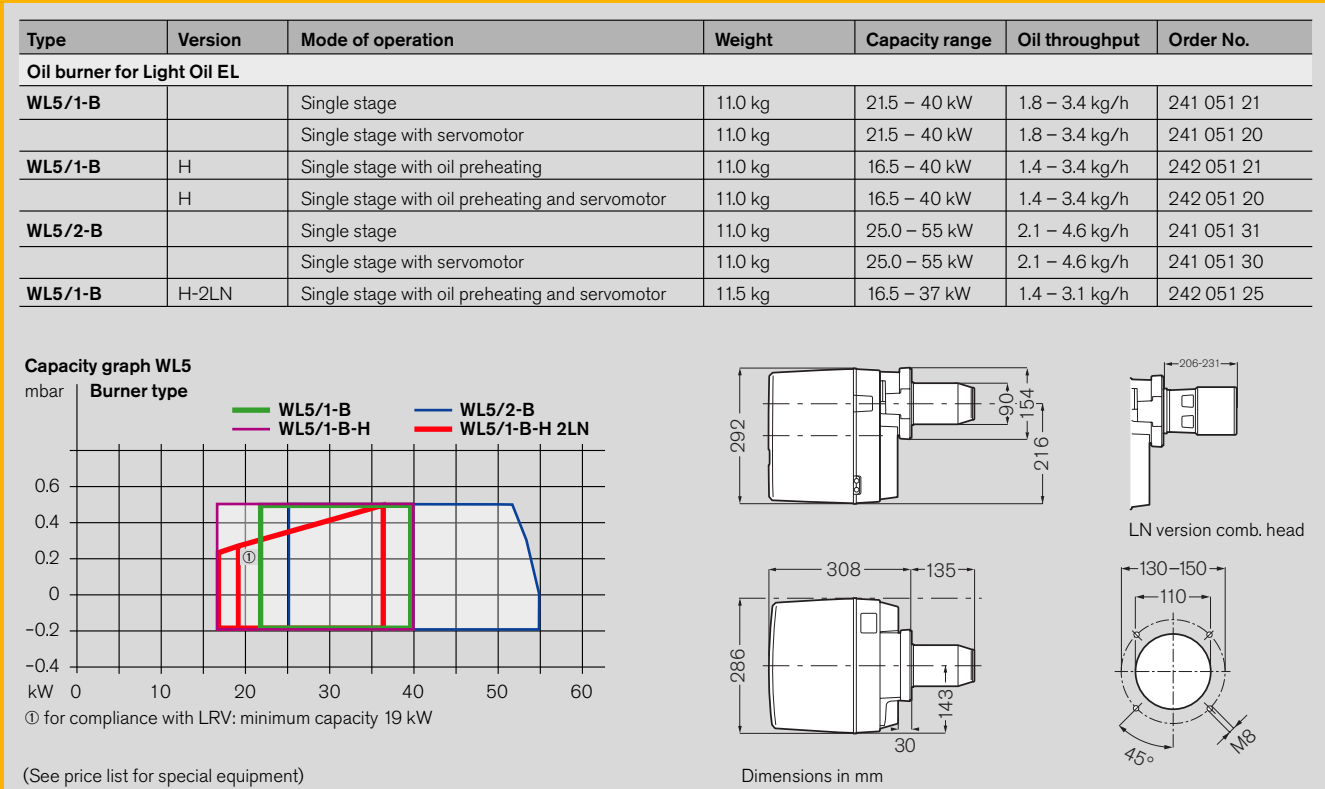 Type Version Mode of operation Weight Capacity range Oil throughput Order No.
Oil burner for Light Oil EL
WL5/1-B Single stage 11.0 kg 21.5 – 40 kW 1.8 – 3.4 kg/h 241 051 21
Single stage with servomotor 11.0 kg 21.5 – 40 kW 1.8 – 3.4 kg/h 241 051 20
WL5/1-B H Single stage with oil preheating 11.0 kg 16.5 – 40 kW 1.4 – 3.4 kg/h 242 051 21
H Single stage with oil preheating and servomotor 11.0 kg 16.5 – 40 kW 1.4 – 3.4 kg/h 242 051 20
WL5/2-B Single stage 11.0 kg 25.0 – 55 kW 2.1 – 4.6 kg/h 241 051 31
Single stage with servomotor 11.0 kg 25.0 – 55 kW 2.1 – 4.6 kg/h 241 051 30
WL5/1-B H-2LN Single stage with oil preheating and servomotor 11.5 kg 16.5 – 37 kW 1.4 – 3.1 kg/h 242 051 25
Capacity graph WL5
mbar Burner type
WL5/1-B WL5/2-B
WL5/1-B-H WL5/1-B-H 2LN
0.6
0.4
0.2
①
0
–0.2
–0.4
kW 0 10 20 30 40 50 60
① for compliance with LRV: minimum capacity 19 kW
(See price list for special equipment)
292
90
154
216
206-231
LN version comb. head
308 135
286
143
30
130–150
110
45°
M8
Dimensions in mm